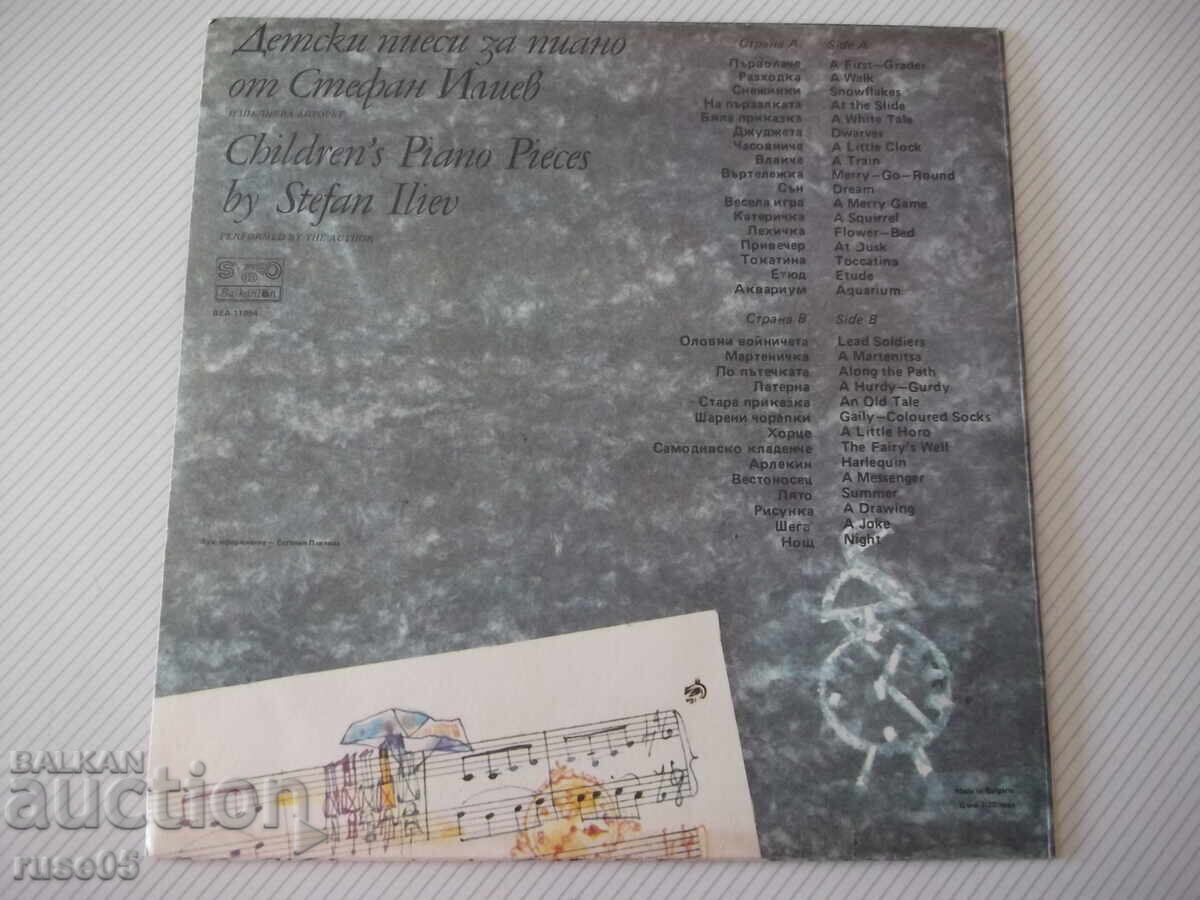 Детски пиеси за пиано
от Стефан Илиев
ИЗПЪЛНЯВА АВТОРЪТ
Children's Piano Pieces
by Stefan Iliev
PERFORMED BY THE AUTHOR
Balkanton
ВЕА 11094
Страна A Side A
Първолаче A First—Grader
Разходка A Walk
Снежинки Snowflakes
На пързалката At the Slide
Бяла приказка A White Tale
Джуджета Dwarves
Часовниче A Little Clock
Влакче A Train
Въртележка Merry—Go—Round
Сън Dream
Весела игра A Merry Game
Катеричка A Squirrel
Лехичка Flower—Bed
Привечер At Dusk
Токатина Toccatina
Етюд Etude
Аквариум Aquarium
Страна B Side B
Оловни войничета Lead Soldiers
Мартеничка A Martenitsa
По пътечката Along the Path
Латерна A Hurdy—Gurdy
Стара приказка An Old Tale
Шарени чорапки Gaily—Coloured Socks
Хорце A Little Horo
Самодивско кладенче The Fairy's Well
Арлекин Harlequin
Вестоносец A Messenger
Лято Summer
Рисунка A Drawing
Шега A Joke
Нощ Night
Made in Bulgaria
BALKAN
auction
ruse05